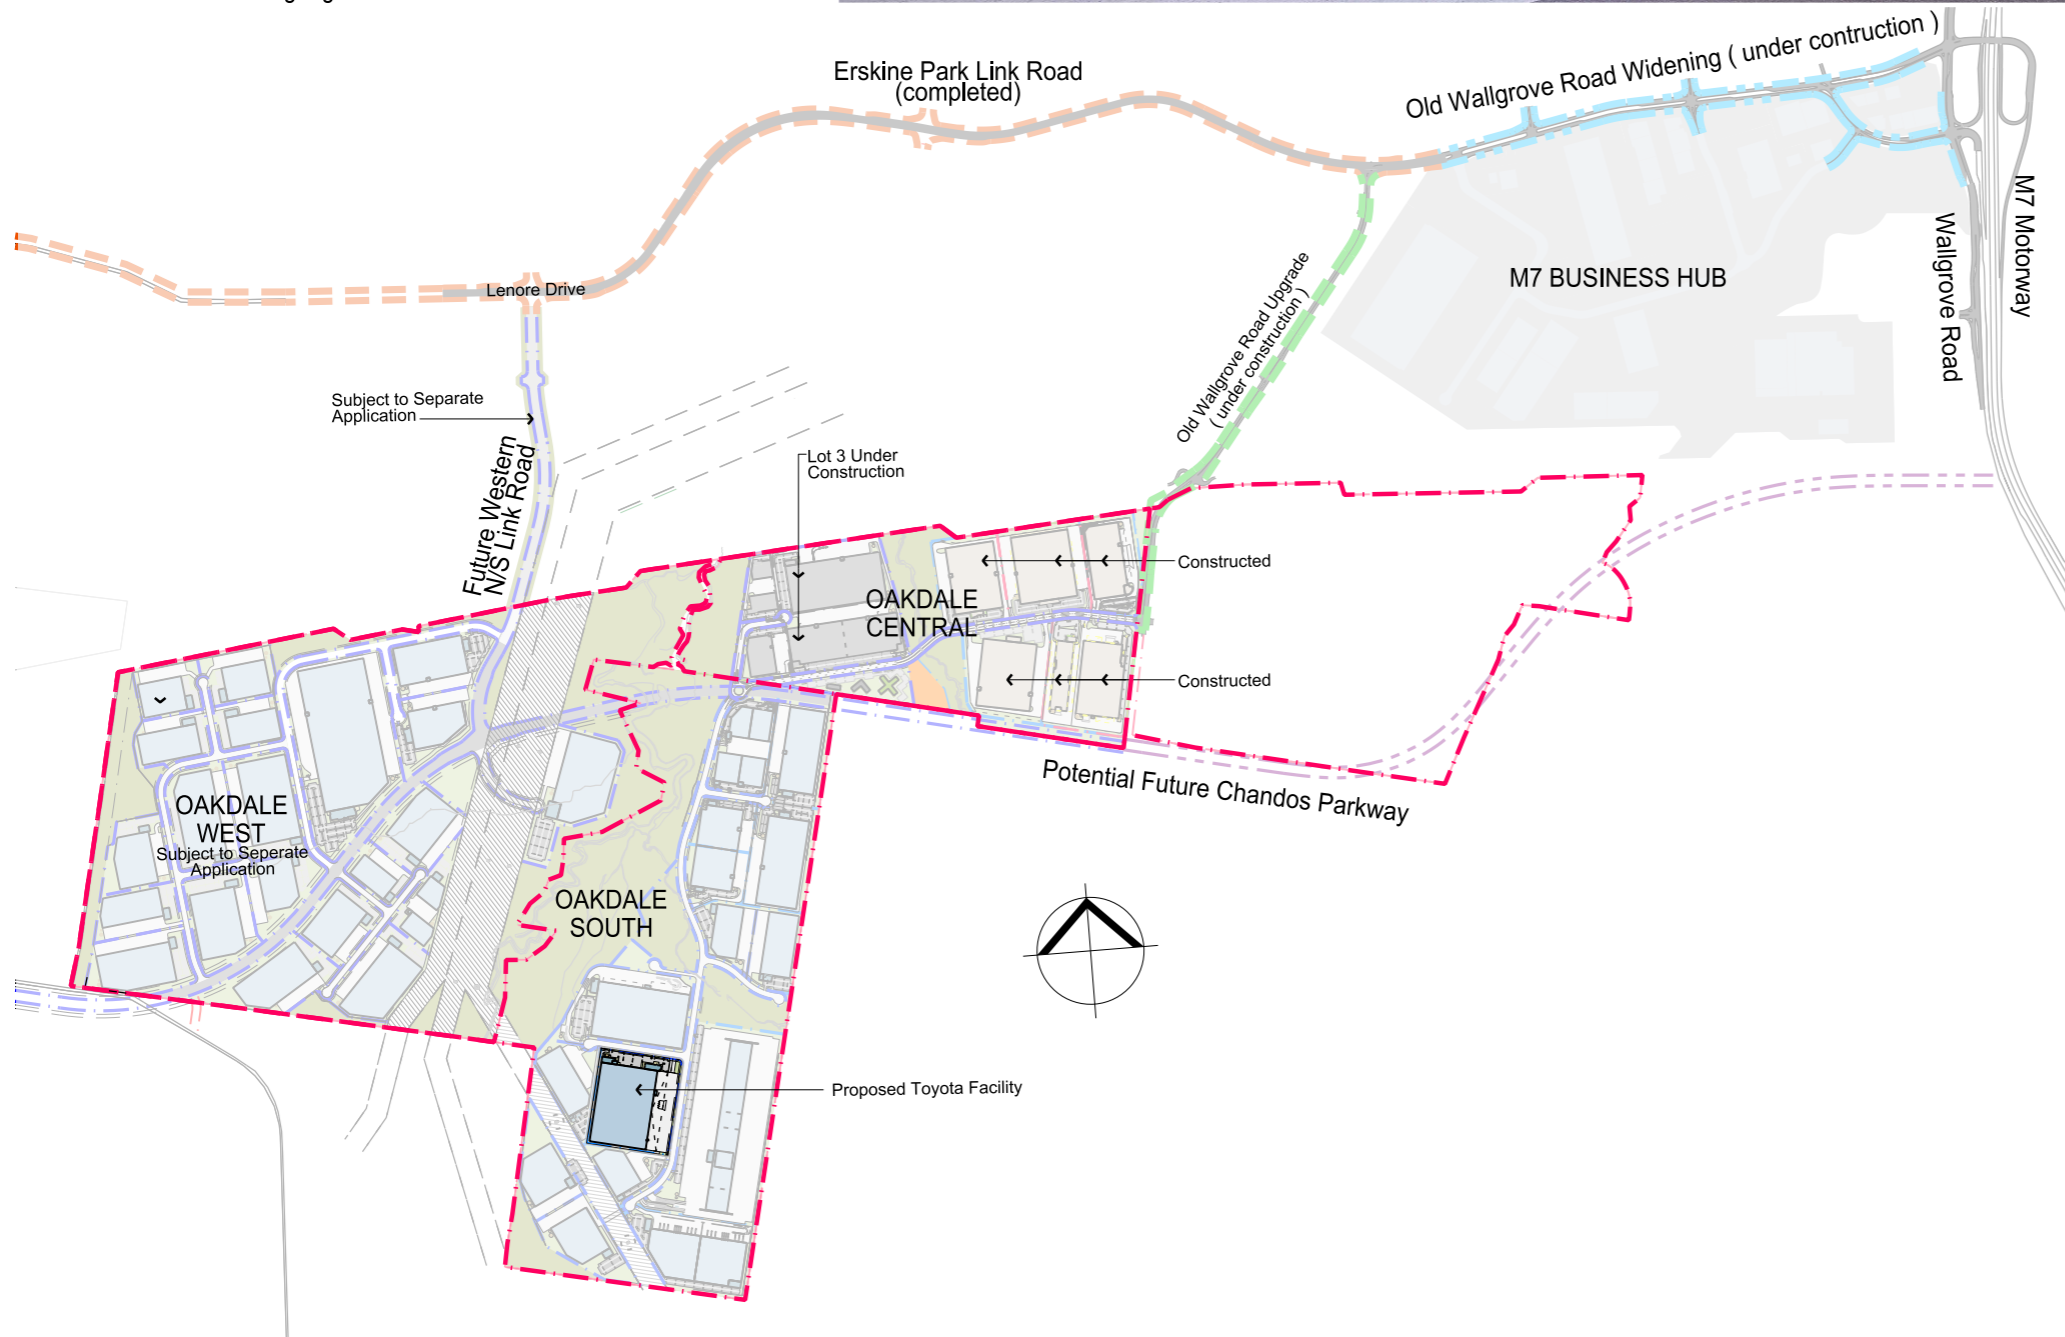 Erskine Park Link Road
(completed)
Old Wallgrove Road Widening ( under contruction )
M7 Motorway
Wallgrove Road
M7 BUSINESS HUB
Lenore Drive
Old Wallgrove Road Upgrade
( under construction )
Subject to Separate
Application
Future Western
N/S Link Road
Lot 3 Under
Construction
Constructed
OAKDALE
CENTRAL
Constructed
Potential Future Chandos Parkway
OAKDALE
WEST
Subject to Seperate
Application
OAKDALE
SOUTH
Proposed Toyota Facility